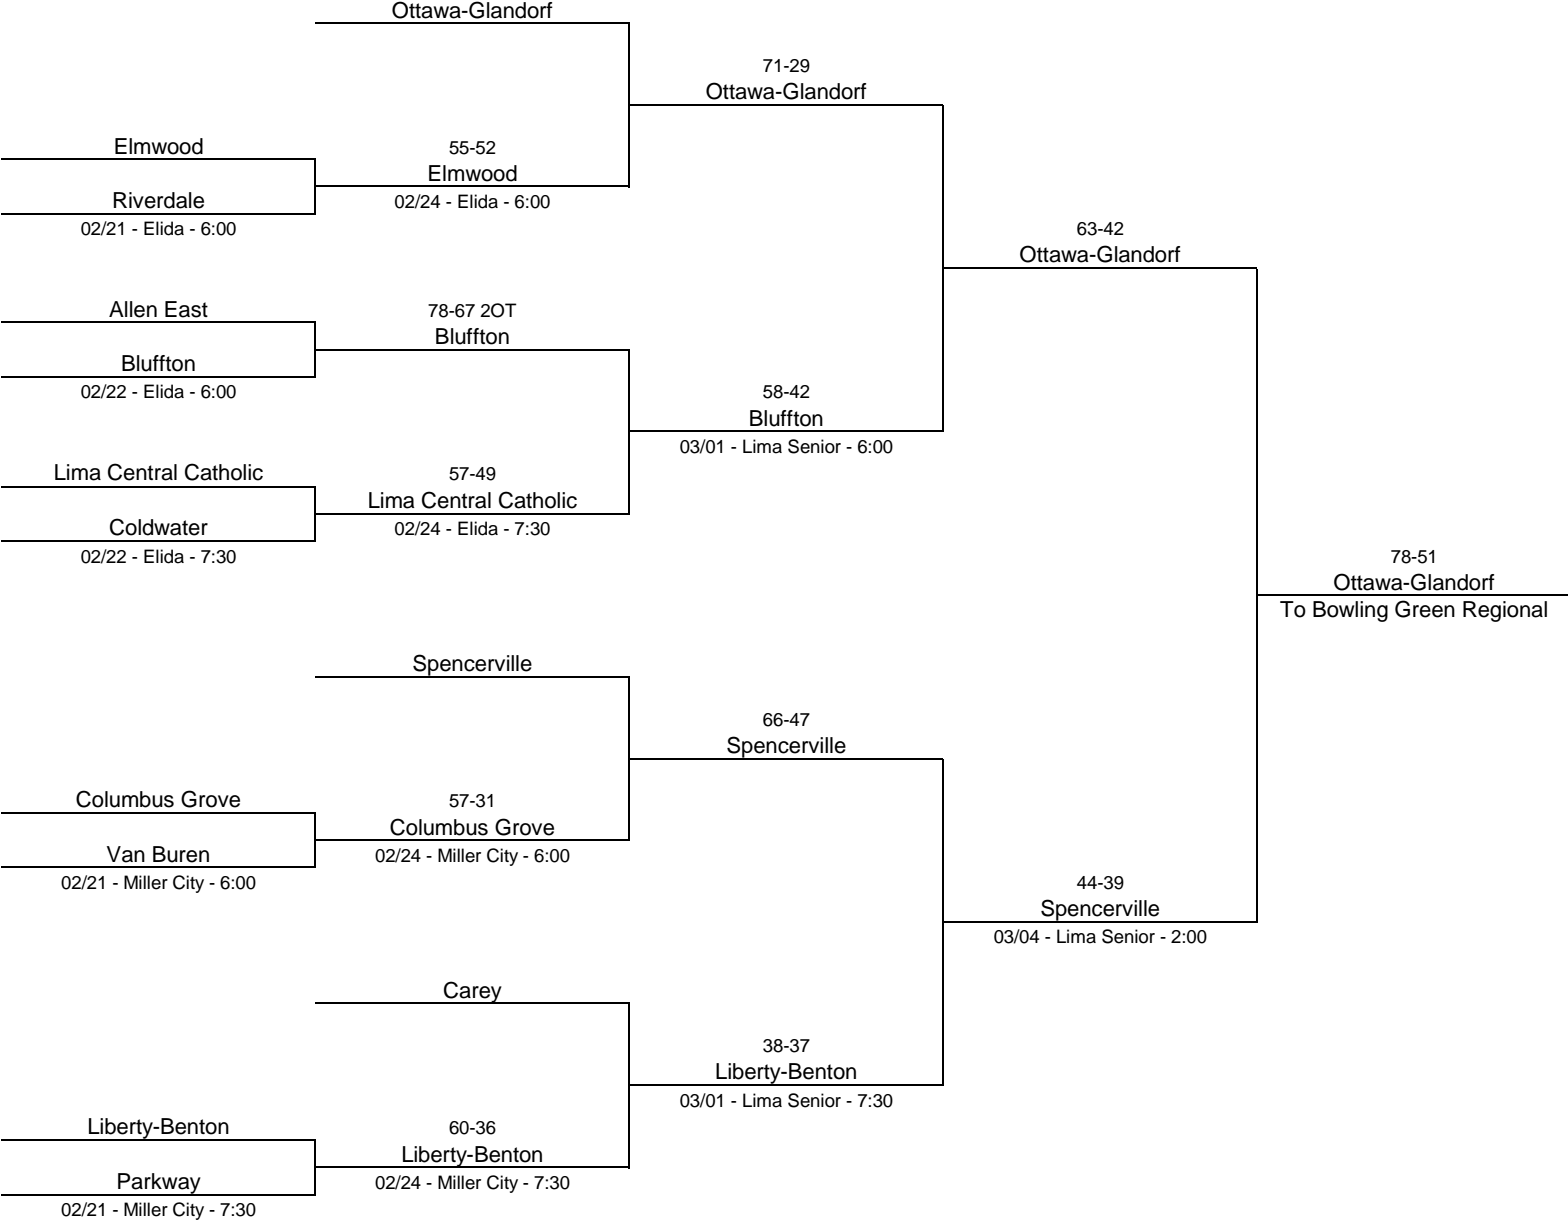 Ottawa-Glandorf
71-29
Ottawa-Glandorf
Elmwood
55-52
Elmwood
Riverdale
02/24 - Elida - 6:00
02/21 - Elida - 6:00
63-42
Ottawa-Glandorf
Allen East
78-67 2OT
Bluffton
Bluffton
02/22 - Elida - 6:00
58-42
Bluffton
03/01 - Lima Senior - 6:00
Lima Central Catholic
57-49
Lima Central Catholic
Coldwater
02/24 - Elida - 7:30
02/22 - Elida - 7:30
78-51
Ottawa-Glandorf
To Bowling Green Regional
Spencerville
66-47
Spencerville
Columbus Grove
57-31
Columbus Grove
Van Buren
02/24 - Miller City - 6:00
02/21 - Miller City - 6:00
44-39
Spencerville
03/04 - Lima Senior - 2:00
Carey
38-37
Liberty-Benton
03/01 - Lima Senior - 7:30
Liberty-Benton
60-36
Liberty-Benton
Parkway
02/24 - Miller City - 7:30
02/21 - Miller City - 7:30